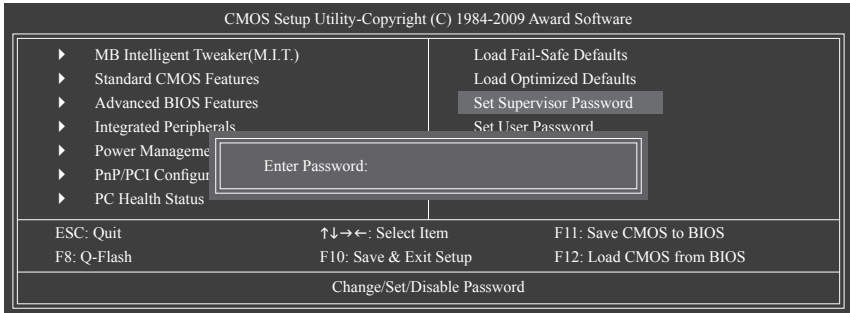 CMOS Setup Utility-Copyright (C) 1984-2009 Award Software
MB Intelligent Tweaker(M.I.T.)
Standard CMOS Features
Advanced BIOS Features
Integrated Peripherals
Power Manageme
PnP/PCI Configur
PC Health Status
Load Fail-Safe Defaults
Load Optimized Defaults
Set Supervisor Password
Set User Password
Enter Password:
ESC: Quit ↑↓→←: Select Item F11: Save CMOS to BIOS
F8: Q-Flash F10: Save & Exit Setup F12: Load CMOS from BIOS
Change/Set/Disable Password